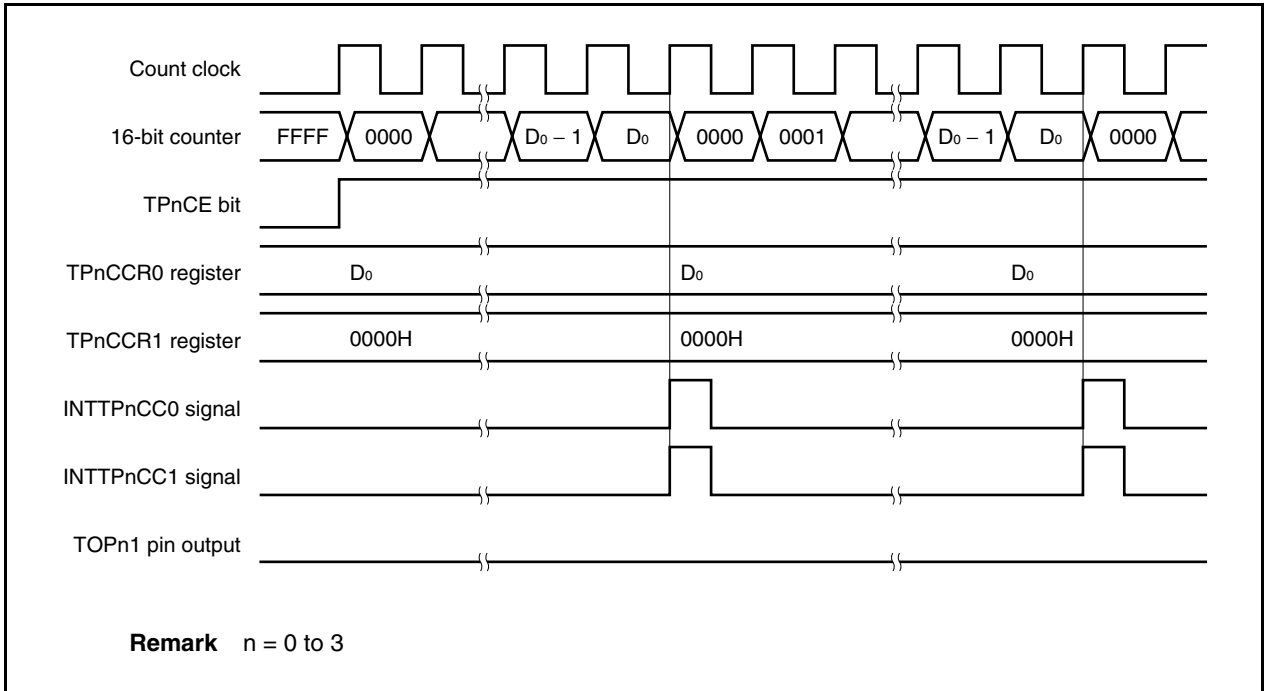 Count clock
16-bit counter FFFF 0000 D0 − 1 D0 0000 0001 D0 − 1 D0 0000
TPnCE bit
TPnCCR0 register D0 D0 D0
TPnCCR1 register 0000H 0000H 0000H
INTTPnCC0 signal
INTTPnCC1 signal
TOPn1 pin output
Remark n = 0 to 3